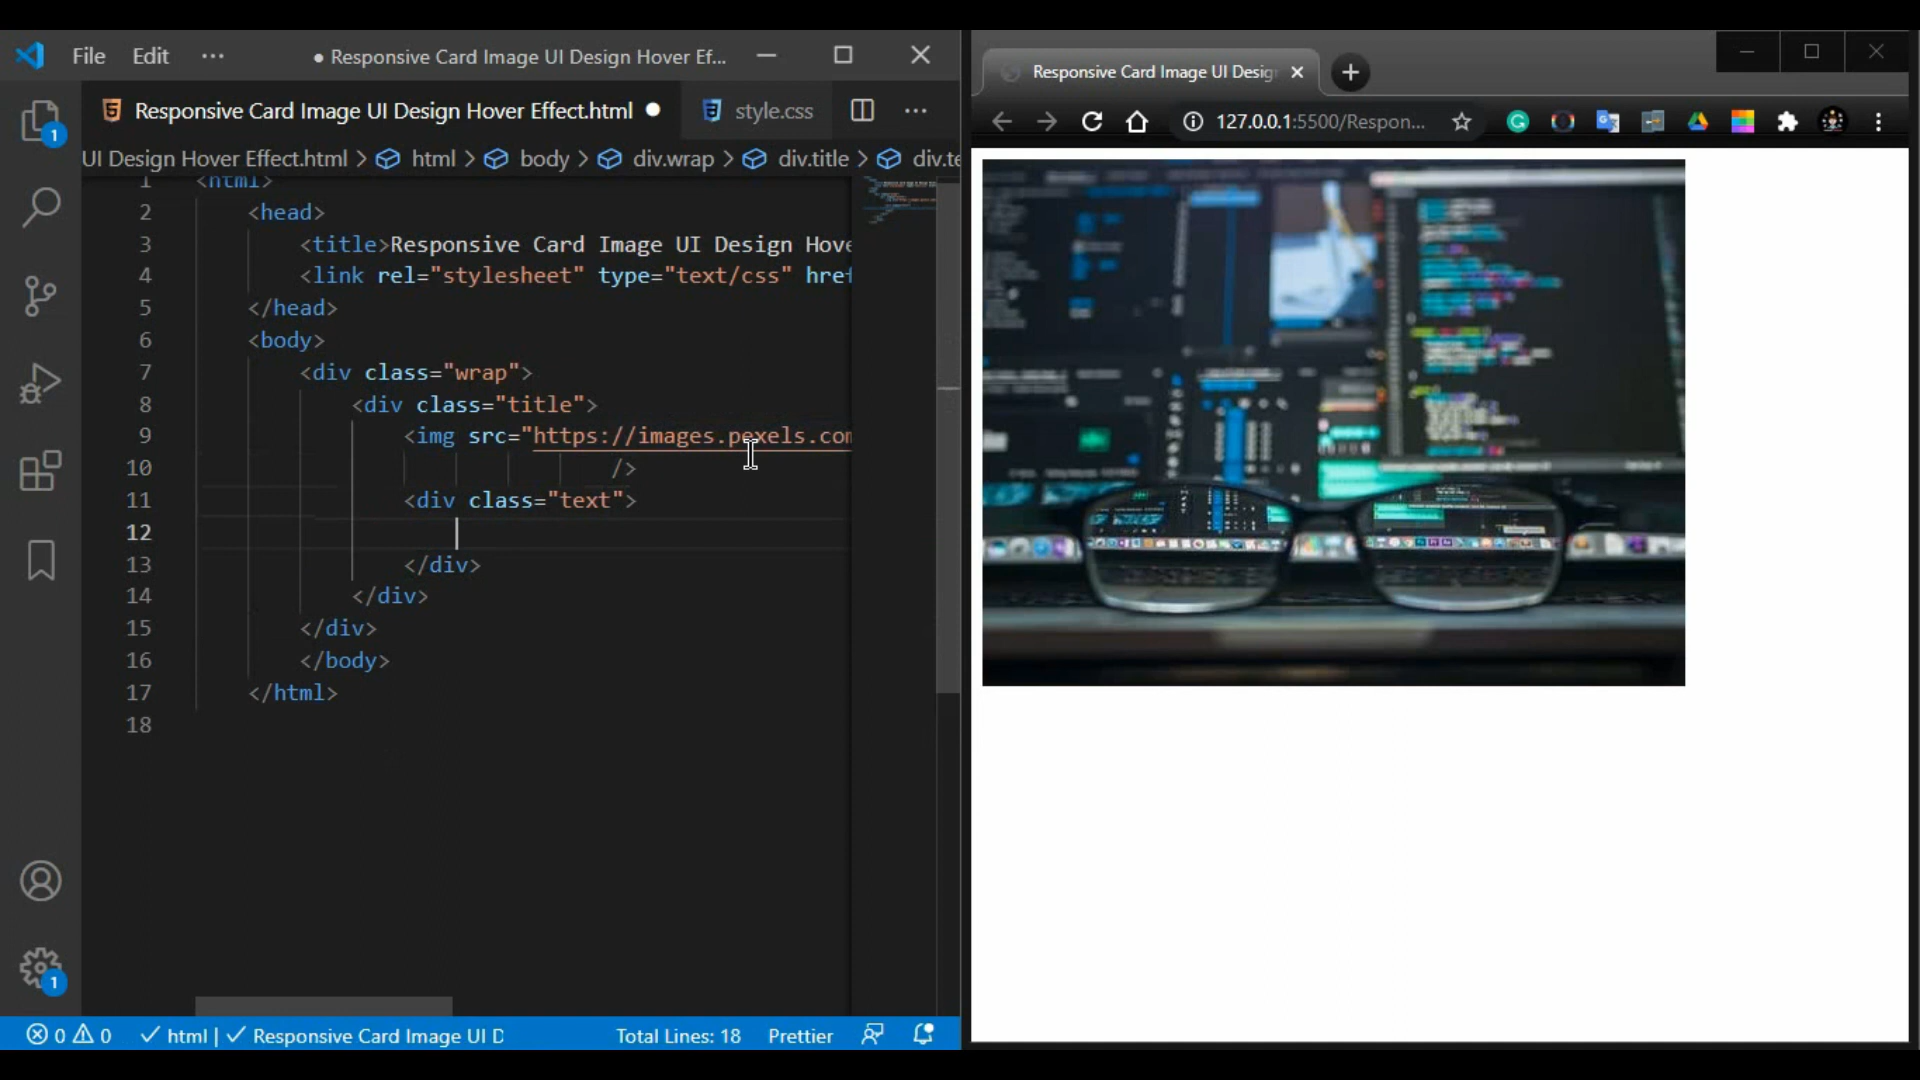 File Edit ··· ● Responsive Card Image UI Design Hover Ef...
Responsive Card Image UI Design Hover Effect.html ● style.css ···
UI Design Hover Effect.html > html > body > div.wrap > div.title > div.te
1 <html>
2 <head>
3 <title>Responsive Card Image UI Design Hove
4 <link rel="stylesheet" type="text/css" href
5 </head>
6 <body>
7 <div class="wrap">
8 <div class="title">
9 <img src="https://images.pexels.com
10 />
11 <div class="text">
12
13 </div>
14 </div>
15 </div>
16 </body>
17 </html>
18
1
1
0 0 html | Responsive Card Image UI D Total Lines: 18 Prettier
Responsive Card Image UI Desig
127.0.0.1:5500/Respon...